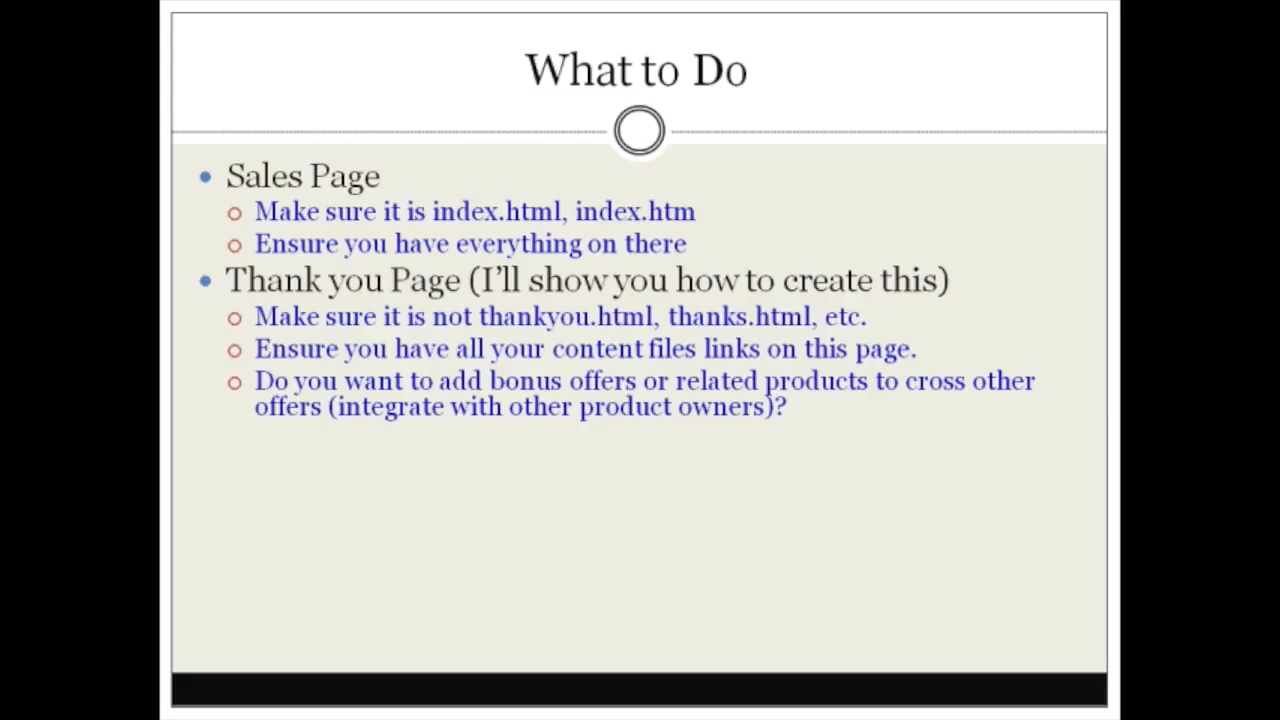 What to Do
Sales Page
Make sure it is index.html, index.htm
Ensure you have everything on there
Thank you Page (I'll show you how to create this)
Make sure it is not thankyou.html, thanks.html, etc.
Ensure you have all your content files links on this page.
Do you want to add bonus offers or related products to cross other
offers (integrate with other product owners)?